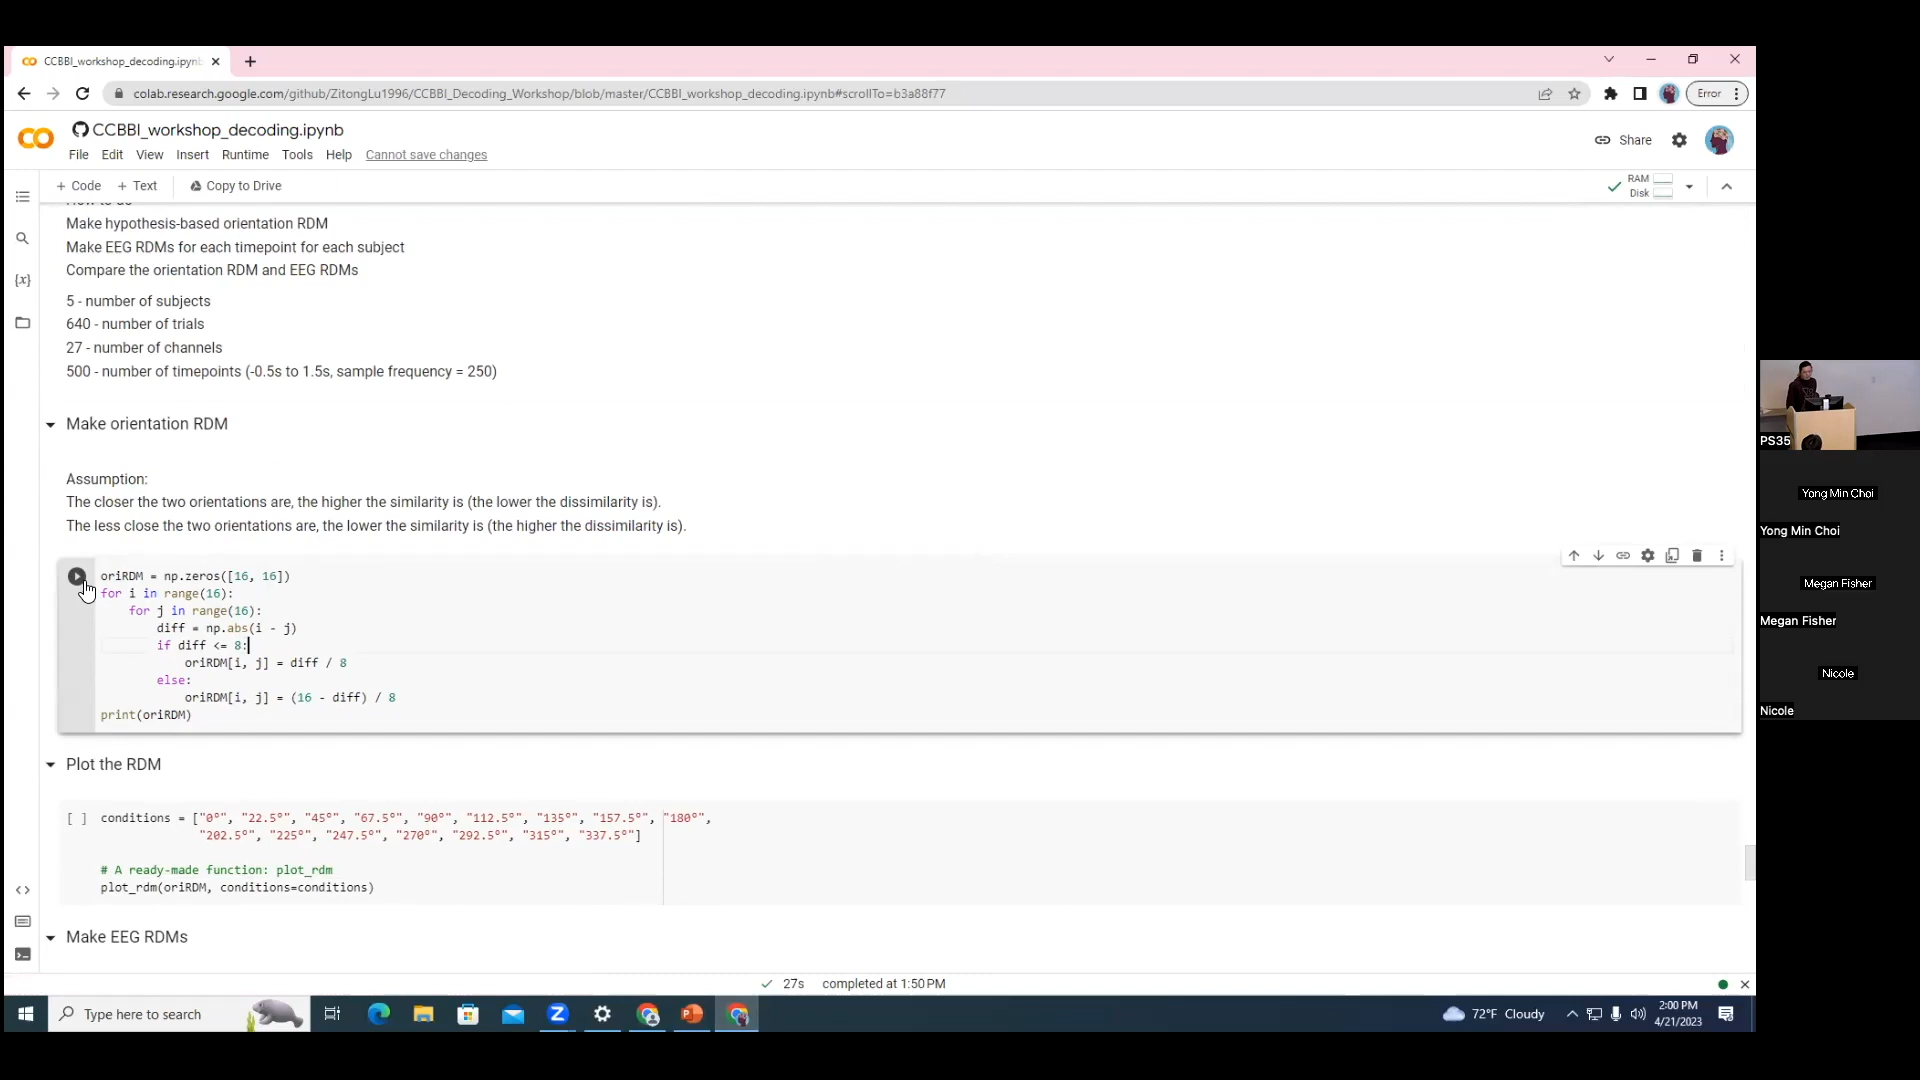 CCBBI_workshop_decoding.ipynb
colab.research.google.com/github/ZitongLu1996/CCBBI_Decoding_Workshop/blob/master/CCBBI_workshop_decoding.ipynb#scrollTo=b3a88f77
Error
CCBBI_workshop_decoding.ipynb
File Edit View Insert Runtime Tools Help Cannot save changes
Share
+ Code + Text Copy to Drive
RAM
Disk
How to do
Make hypothesis-based orientation RDM
Make EEG RDMs for each timepoint for each subject
Compare the orientation RDM and EEG RDMs
5 - number of subjects
640 - number of trials
27 - number of channels
500 - number of timepoints (-0.5s to 1.5s, sample frequency = 250)
Make orientation RDM
Assumption:
The closer the two orientations are, the higher the similarity is (the lower the dissimilarity is).
The less close the two orientations are, the lower the similarity is (the higher the dissimilarity is).
oriRDM = np.zeros([16, 16])
for i in range(16):
for j in range(16):
diff = np.abs(i - j)
if diff <= 8:
oriRDM[i, j] = diff / 8
else:
oriRDM[i, j] = (16 - diff) / 8
print(oriRDM)
Plot the RDM
[ ] conditions = ["0°", "22.5°", "45°", "67.5°", "90°", "112.5°", "135°", "157.5°", "180°",
"202.5°", "225°", "247.5°", "270°", "292.5°", "315°", "337.5°"]
# A ready-made function: plot_rdm
plot_rdm(oriRDM, conditions=conditions)
Make EEG RDMs
27s completed at 1:50 PM
Type here to search
72°F Cloudy
2:00 PM
4/21/2023
PS35
Yong Min Choi
Yong Min Choi
Megan Fisher
Megan Fisher
Nicole
Nicole